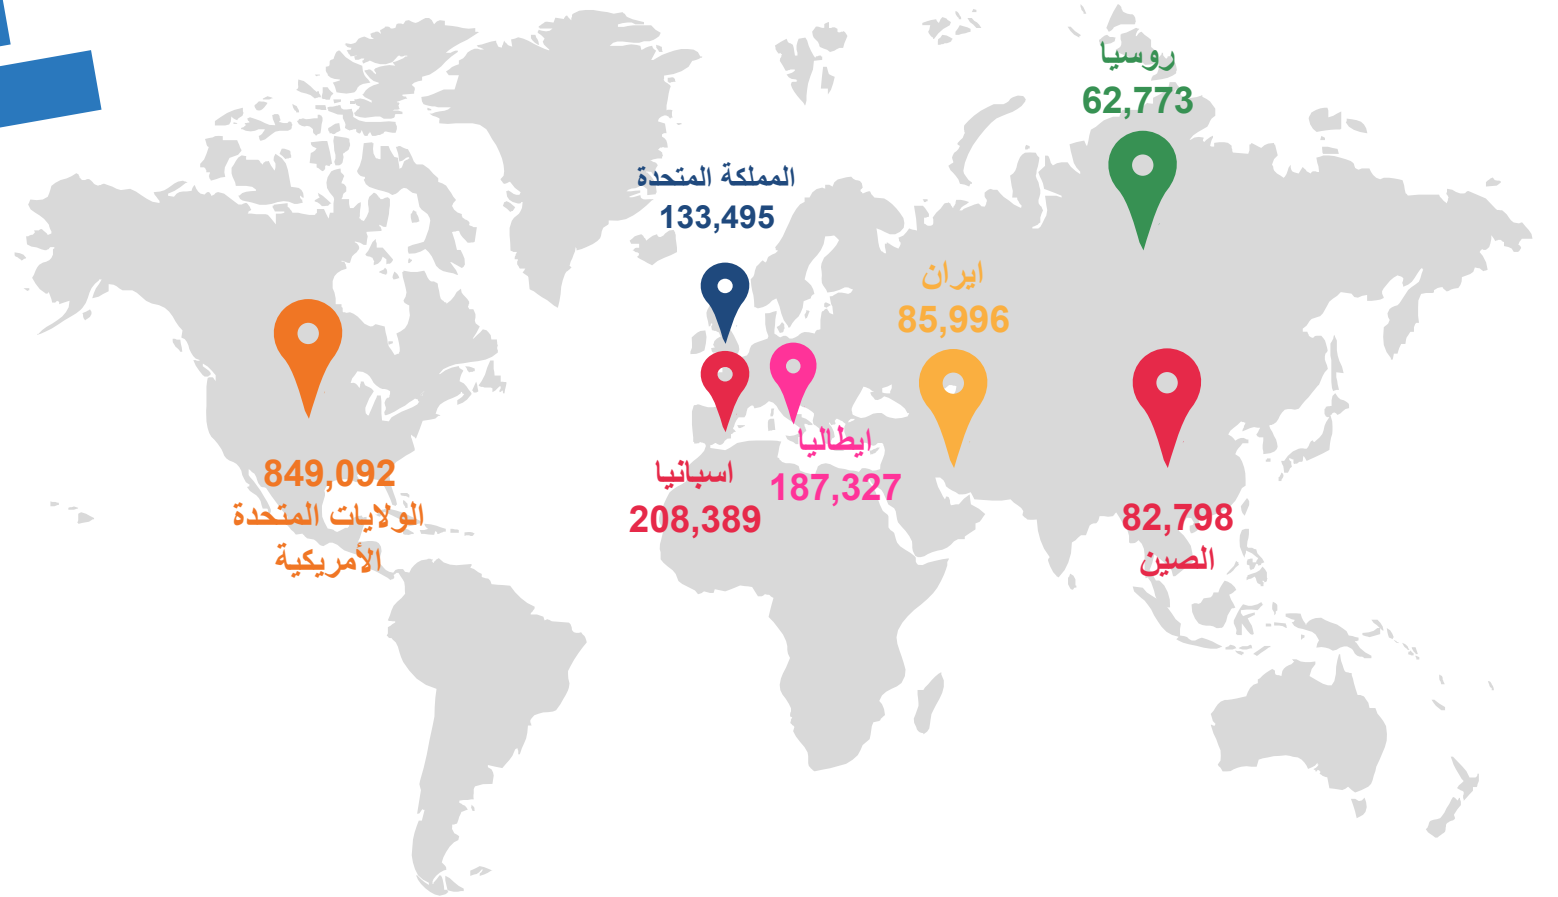 روسيا
62,773
المملكة المتحدة
133,495
ايران
85,996
ايطاليا
187,327
اسبانيا
208,389
849,092
الولايات المتحدة
الأمريكية
82,798
الصين